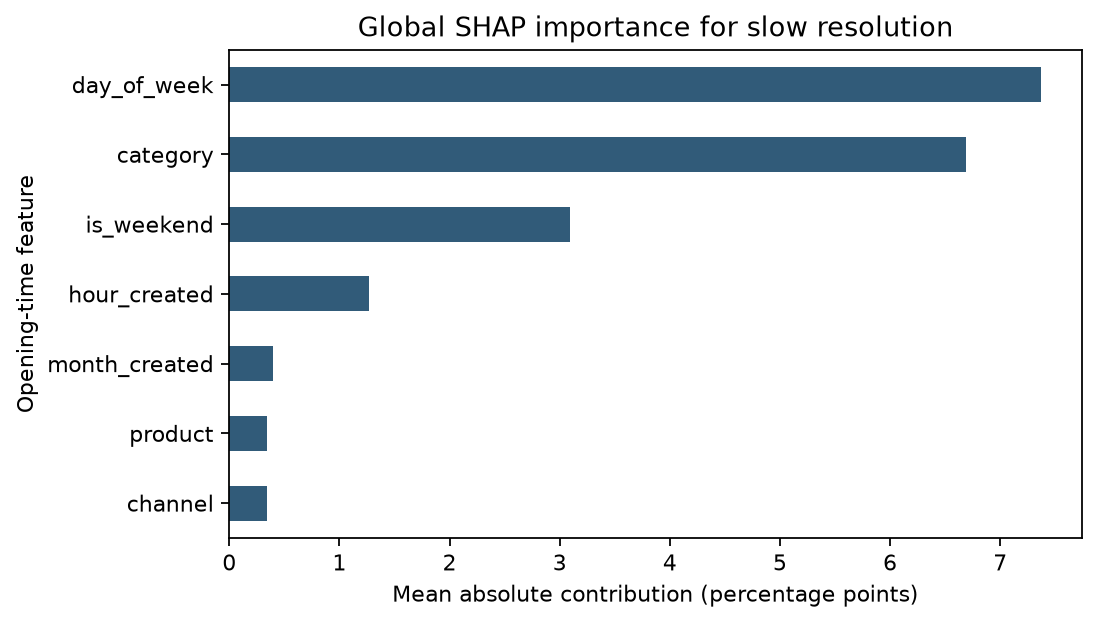 Global SHAP importance for slow resolution
Opening-time feature
day_of_week
category
is_weekend
hour_created
month_created
product
channel
0 1 2 3 4 5 6 7
Mean absolute contribution (percentage points)